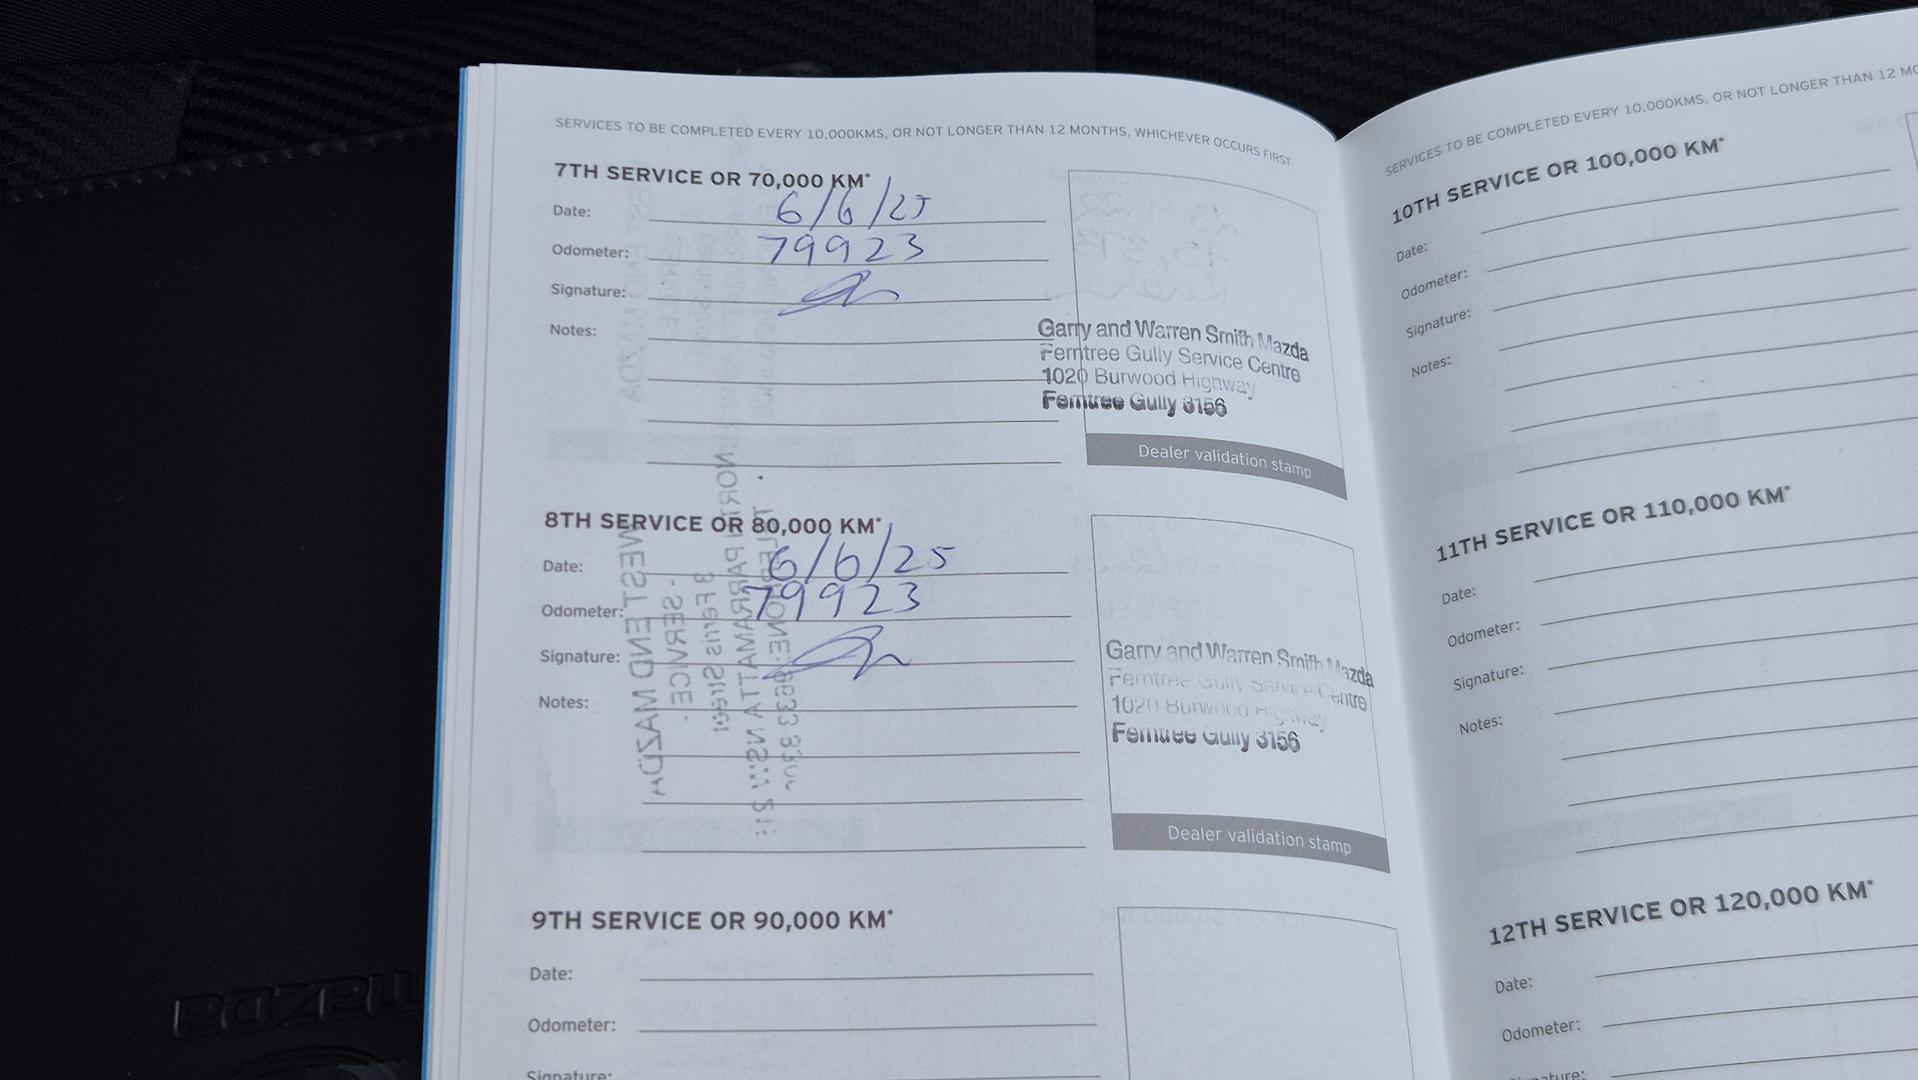 SERVICES TO BE COMPLETED EVERY 10,000KMS, OR NOT LONGER THAN 12 MONTHS, WHICHEVER OCCURS FIRST
7TH SERVICE OR 70,000 KM*
Date: 6/6/25
Odometer: 79923
Signature:
Notes:
Garry and Warren Smith Mazda
Ferntree Gully Service Centre
1020 Burwood Highway
Ferntree Gully 3156
Dealer validation stamp
8TH SERVICE OR 80,000 KM*
Date: 6/6/25
Odometer: 79923
Signature:
Notes:
Garry and Warren Smith Mazda
Ferntree Gully Service Centre
1020 Burwood Highway
Ferntree Gully 3156
Dealer validation stamp
9TH SERVICE OR 90,000 KM*
Date:
Odometer:
Signature:
SERVICES TO BE COMPLETED EVERY 10,000KMS, OR NOT LONGER THAN 12
10TH SERVICE OR 100,000 KM*
Date:
Odometer:
Signature:
Notes:
11TH SERVICE OR 110,000 KM*
Date:
Odometer:
Signature:
Notes:
12TH SERVICE OR 120,000 KM*
Date:
Odometer:
mazda